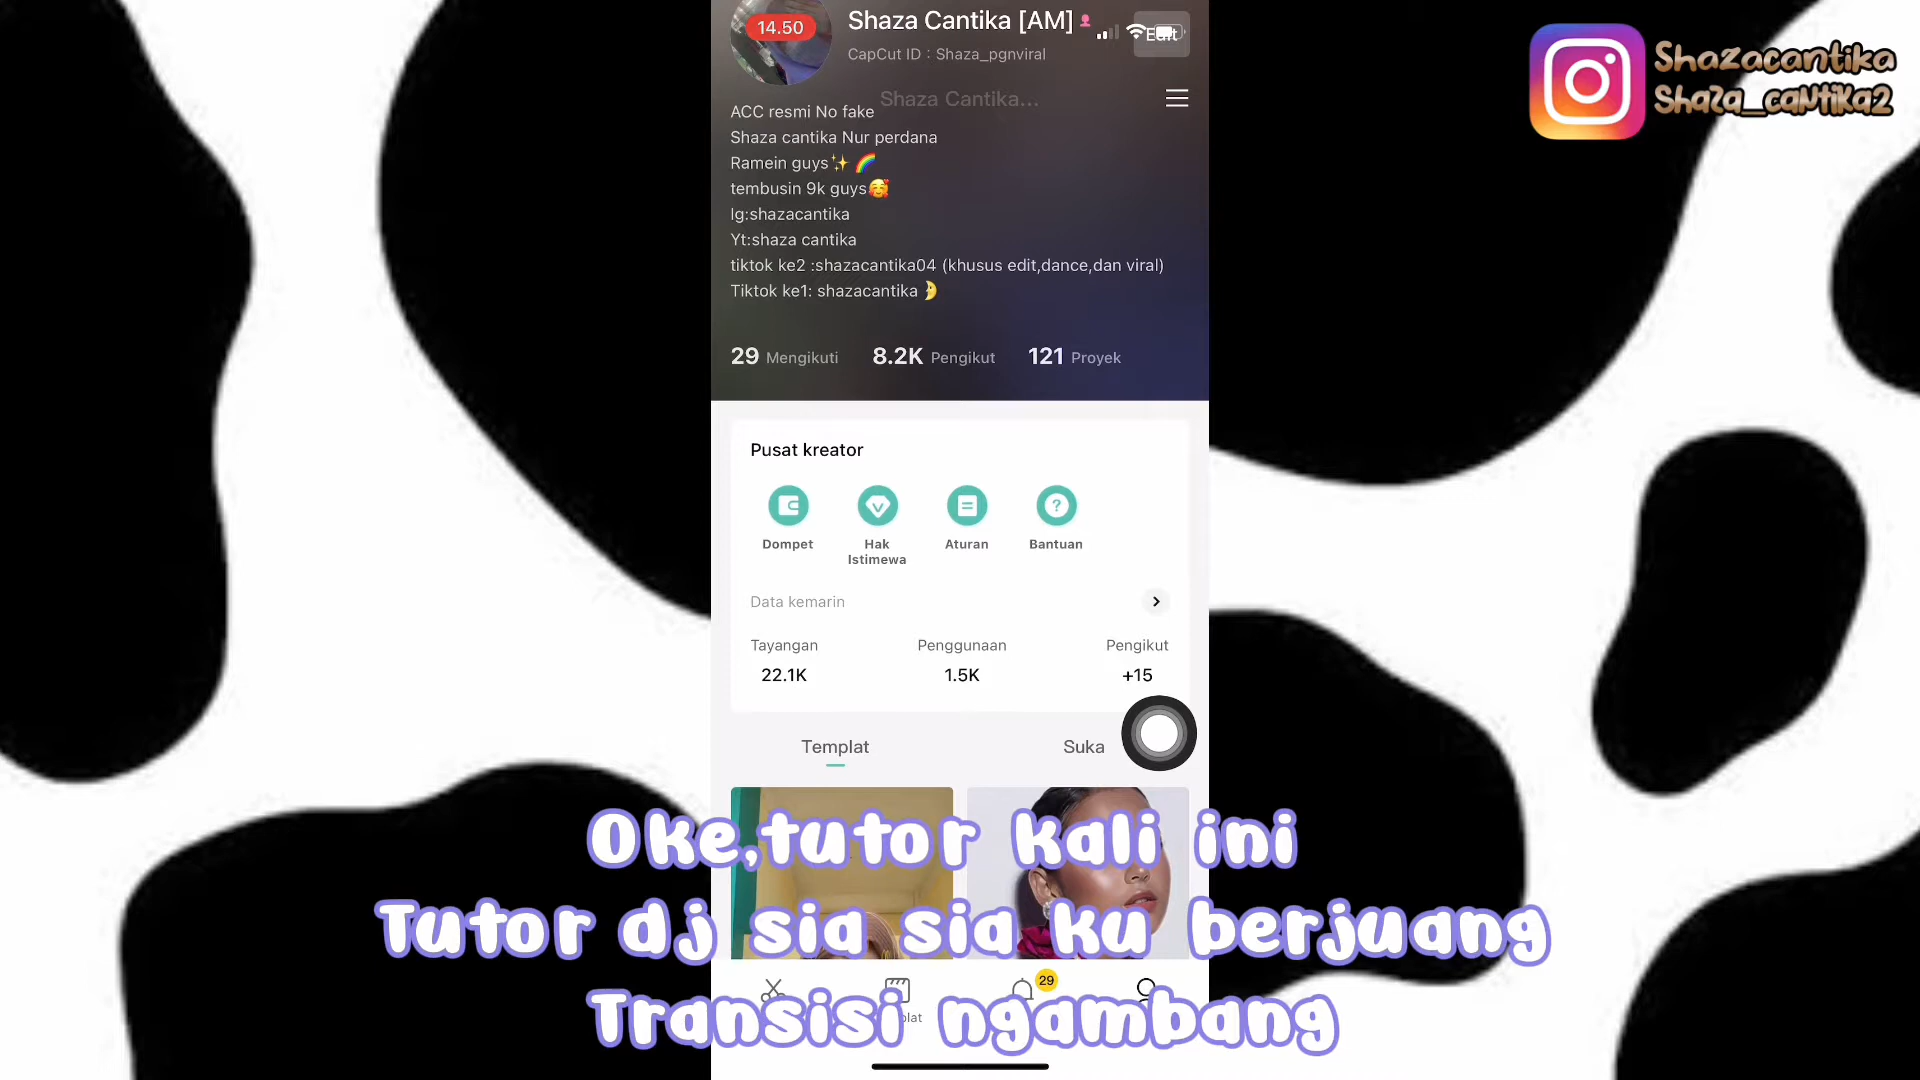 Shaza Cantika [AM]
14.50
Edit
CapCut ID : Shaza_pgnviral
Shaza Cantika...
ACC resmi No fake
Shaza cantika Nur perdana
Ramein guys✨🌈
tembusin 9k guys🥰
Ig:shazacantika
Yt:shaza cantika
tiktok ke2 :shazacantika04 (khusus edit,dance,dan viral)
Tiktok ke1: shazacantika🌛
29 Mengikuti 8.2K Pengikut 121 Proyek
Pusat kreator
Dompet Hak Istimewa Aturan Bantuan
Data kemarin
Tayangan Penggunaan Pengikut
22.1K 1.5K +15
Templat Suka
Oke,tutor kali ini
Tutor dj sia sia ku berjuang
29
Transisi ngambang
Shazacantika
Shaza_cantika2